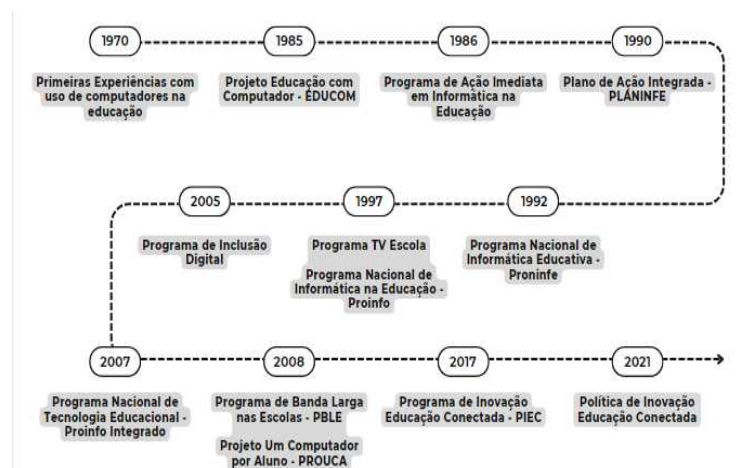 1970
1985
1986
1990
Primeiras Experiências com
uso de computadores na
educação
Projeto Educação com
Computador - ÉDUCOM
Programa de Ação Imediata
em Informática na
Educação
Plano de Ação Integrada -
PLANINFE
2005
1997
1992
Programa de Inclusão
Digital
Programa TV Escola
Programa Nacional de
Informática na Educação -
Proinfo
Programa Nacional de
Informática Educativa -
Proninfe
2007
2008
2017
2021
Programa Nacional de
Tecnologia Educacional -
Proinfo Integrado
Programa de Banda Larga
nas Escolas - PBLE
Projeto Um Computador
por Aluno - PROUCA
Programa de Inovação
Educação Conectada - PIEC
Política de Inovação
Educação Conectada